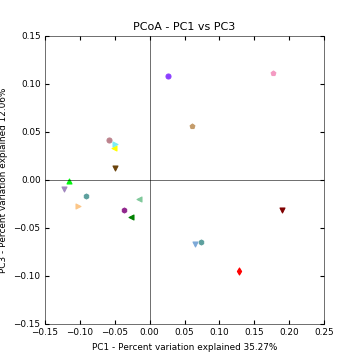 PCoA - PC1 vs PC3
0.15
0.10
0.05
0.00
−0.05
−0.10
−0.15
PC3 - Percent variation explained 12.06%
−0.15 −0.10 −0.05 0.00 0.05 0.10 0.15 0.20 0.25
PC1 - Percent variation explained 35.27%